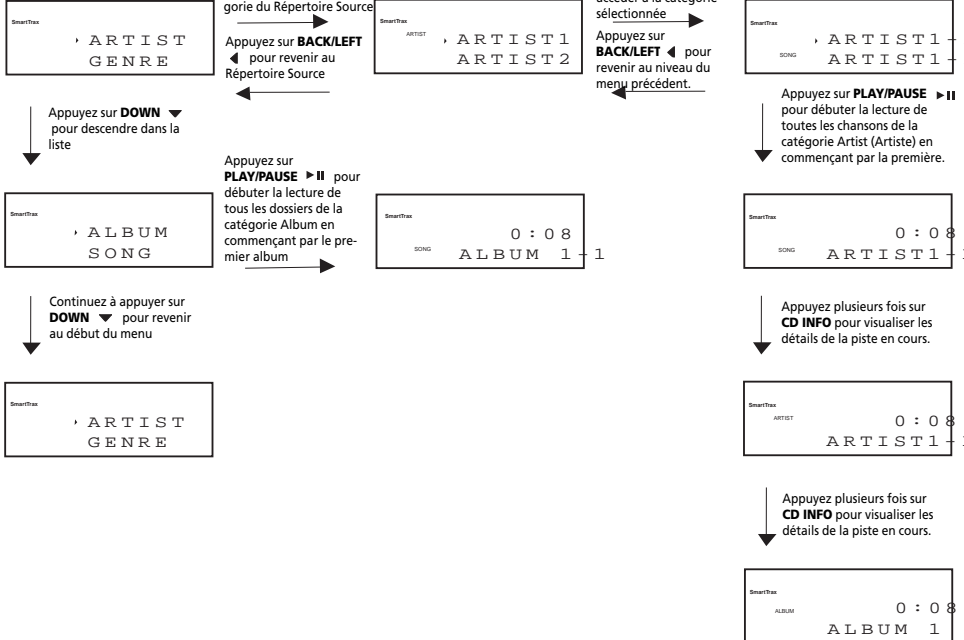 gorie du Répertoire Source
SmartTrax
ARTIST
GENRE
Appuyez sur BACK/LEFT
pour revenir au
Répertoire Source
SmartTrax
ARTIST
ARTIST1
ARTIST2
accéder à la catégorie
sélectionnée
Appuyez sur
BACK/LEFT pour
revenir au niveau du
menu précédent.
SmartTrax
SONG
ARTIST1-
ARTIST1-
Appuyez sur DOWN
pour descendre dans la
liste
Appuyez sur PLAY/PAUSE
pour débuter la lecture de
toutes les chansons de la
catégorie Artist (Artiste) en
commençant par la première.
SmartTrax
ALBUM
SONG
Appuyez sur
PLAY/PAUSE pour
débuter la lecture de
tous les dossiers de la
catégorie Album en
commençant par le pre-
mier album
SmartTrax
SONG
0:08
ALBUM 1-1
SmartTrax
SONG
0:08
ARTIST1-1
Continuez à appuyer sur
DOWN pour revenir
au début du menu
Appuyez plusieurs fois sur
CD INFO pour visualiser les
détails de la piste en cours.
SmartTrax
ARTIST
GENRE
SmartTrax
ARTIST
0:08
ARTIST1-1
Appuyez plusieurs fois sur
CD INFO pour visualiser les
détails de la piste en cours.
SmartTrax
ALBUM
0:08
ALBUM 1